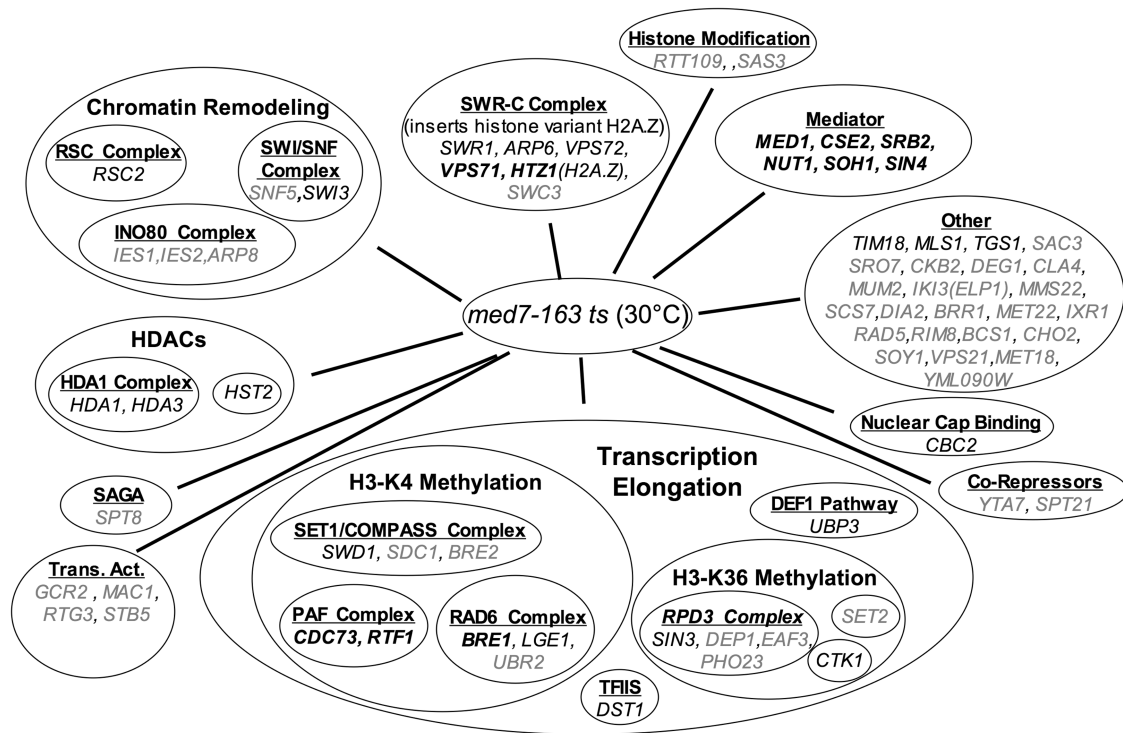 Histone Modification
RTT109, ,SAS3
Chromatin Remodeling
RSC Complex
RSC2
SWI/SNF
Complex
SNF5,SWI3
INO80 Complex
IES1,IES2,ARP8
SWR-C Complex
(inserts histone variant H2A.Z)
SWR1, ARP6, VPS72,
VPS71, HTZ1(H2A.Z),
SWC3
Mediator
MED1, CSE2, SRB2,
NUT1, SOH1, SIN4
Other
TIM18, MLS1, TGS1, SAC3
SRO7, CKB2, DEG1, CLA4,
MUM2, IKI3(ELP1), MMS22,
SCS7,DIA2, BRR1, MET22, IXR1
RAD5,RIM8,BCS1, CHO2,
SOY1,VPS21,MET18,
YML090W
med7-163 ts (30°C)
HDACs
HDA1 Complex
HDA1, HDA3
HST2
Nuclear Cap Binding
CBC2
SAGA
SPT8
Co-Repressors
YTA7, SPT21
Trans. Act.
GCR2 , MAC1,
RTG3, STB5
Transcription
Elongation
H3-K4 Methylation
SET1/COMPASS Complex
SWD1, SDC1, BRE2
PAF Complex
CDC73, RTF1
RAD6 Complex
BRE1, LGE1,
UBR2
DEF1 Pathway
UBP3
H3-K36 Methylation
RPD3 Complex
SIN3, DEP1,EAF3,
PHO23
SET2
CTK1
TFIIS
DST1